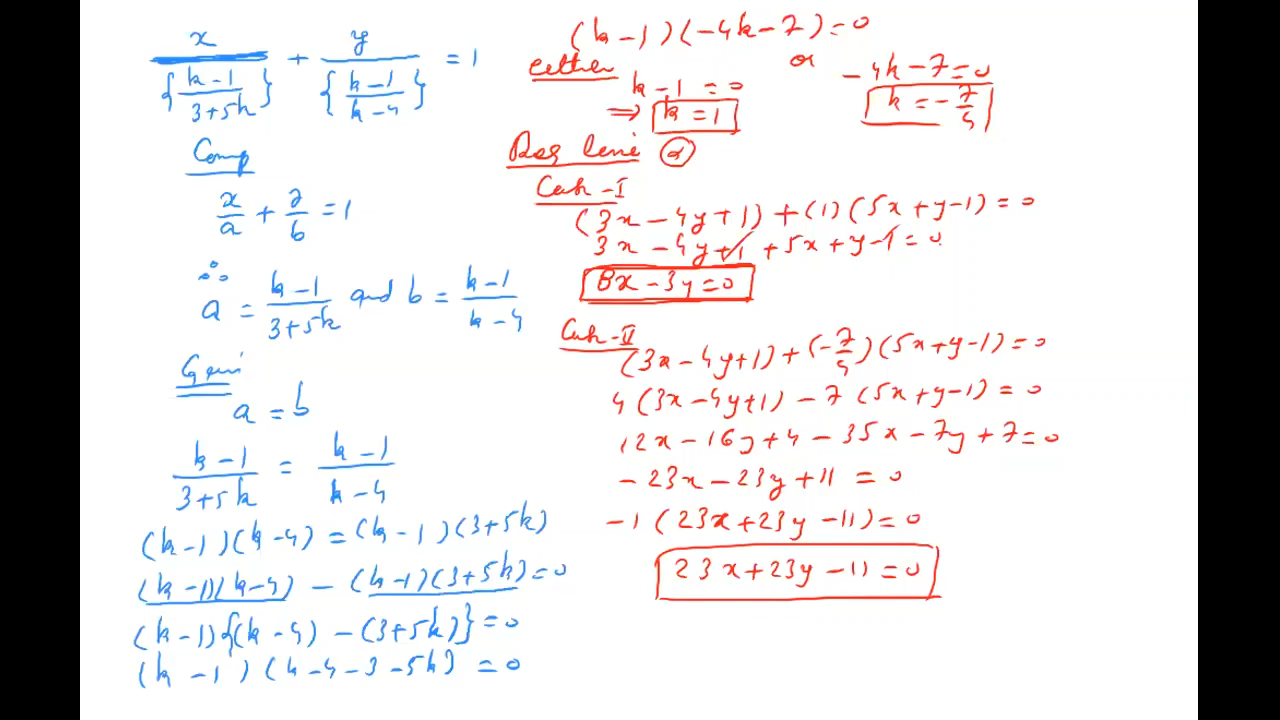 x/{(k-1)/(3+5k)} + y/{(k-1)/(k-4)} = 1
Comp
x/a + y/b = 1
∴ a = (k-1)/(3+5k) and b = (k-1)/(k-4)
Given
a = b
(k-1)/(3+5k) = (k-1)/(k-4)
(k-1)(k-4) = (k-1)(3+5k)
(k-1)(k-4) - (k-1)(3+5k) = 0
(k-1){(k-4) - (3+5k)} = 0
(k-1)(k-4-3-5k) = 0
(k-1)(-4k-7) = 0
either or
k-1 = 0 -4k-7=0
⇒ k = 1 k = -7/4
Req line
Case-I
(3x-4y+1) + (1)(5x+y-1) = 0
3x-4y+1 + 5x+y-1 = 0
8x-3y=0
Case-II
(3x-4y+1) + (-7/4)(5x+y-1) = 0
4(3x-4y+1) - 7(5x+y-1) = 0
12x-16y+4-35x-7y+7=0
-23x-23y+11 = 0
-1(23x+23y-11) = 0
23x+23y-11 = 0